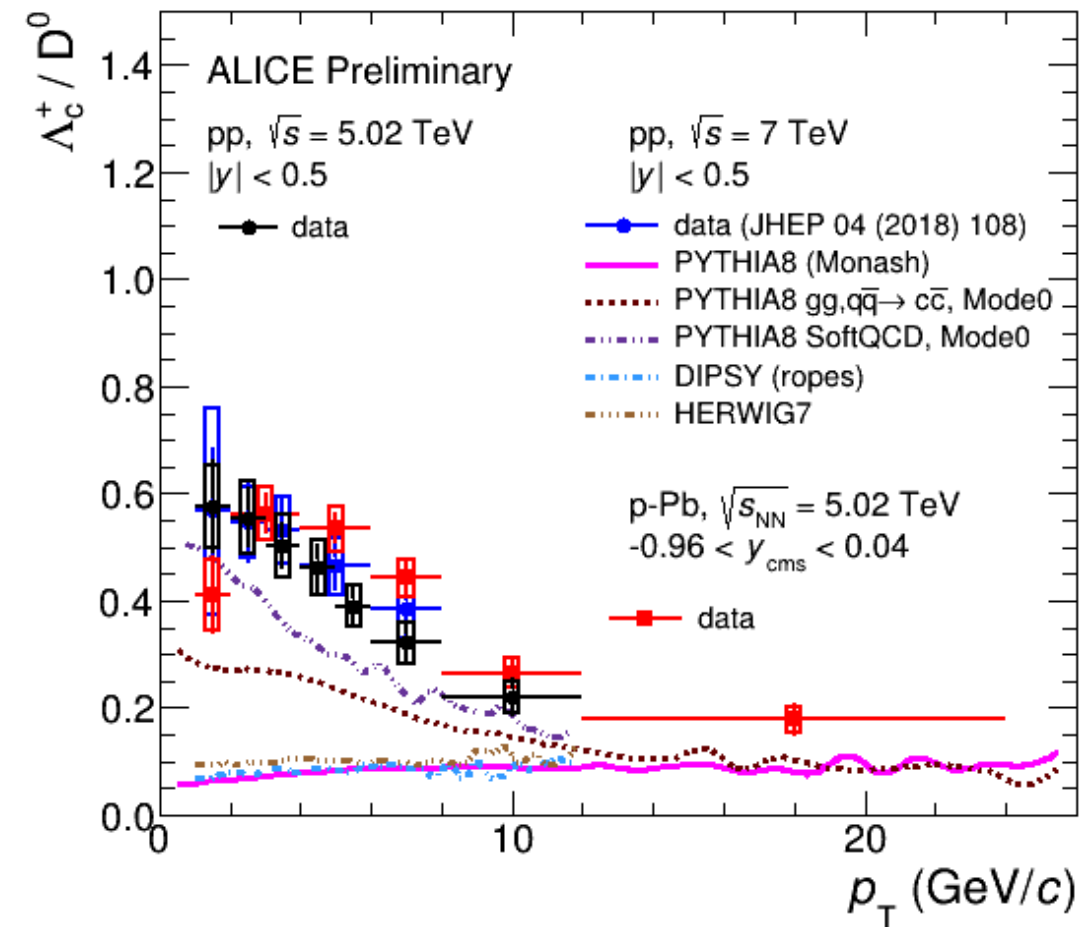 Λc+ / D0
1.4
1.2
1.0
0.8
0.6
0.4
0.2
0.0
ALICE Preliminary
pp, √s = 5.02 TeV
|y| < 0.5
data
pp, √s = 7 TeV
|y| < 0.5
data (JHEP 04 (2018) 108)
PYTHIA8 (Monash)
PYTHIA8 gg,qq̅→ cc̅, Mode0
PYTHIA8 SoftQCD, Mode0
DIPSY (ropes)
HERWIG7
p-Pb, √sNN = 5.02 TeV
-0.96 < ycms < 0.04
data
0 10 20
pT (GeV/c)